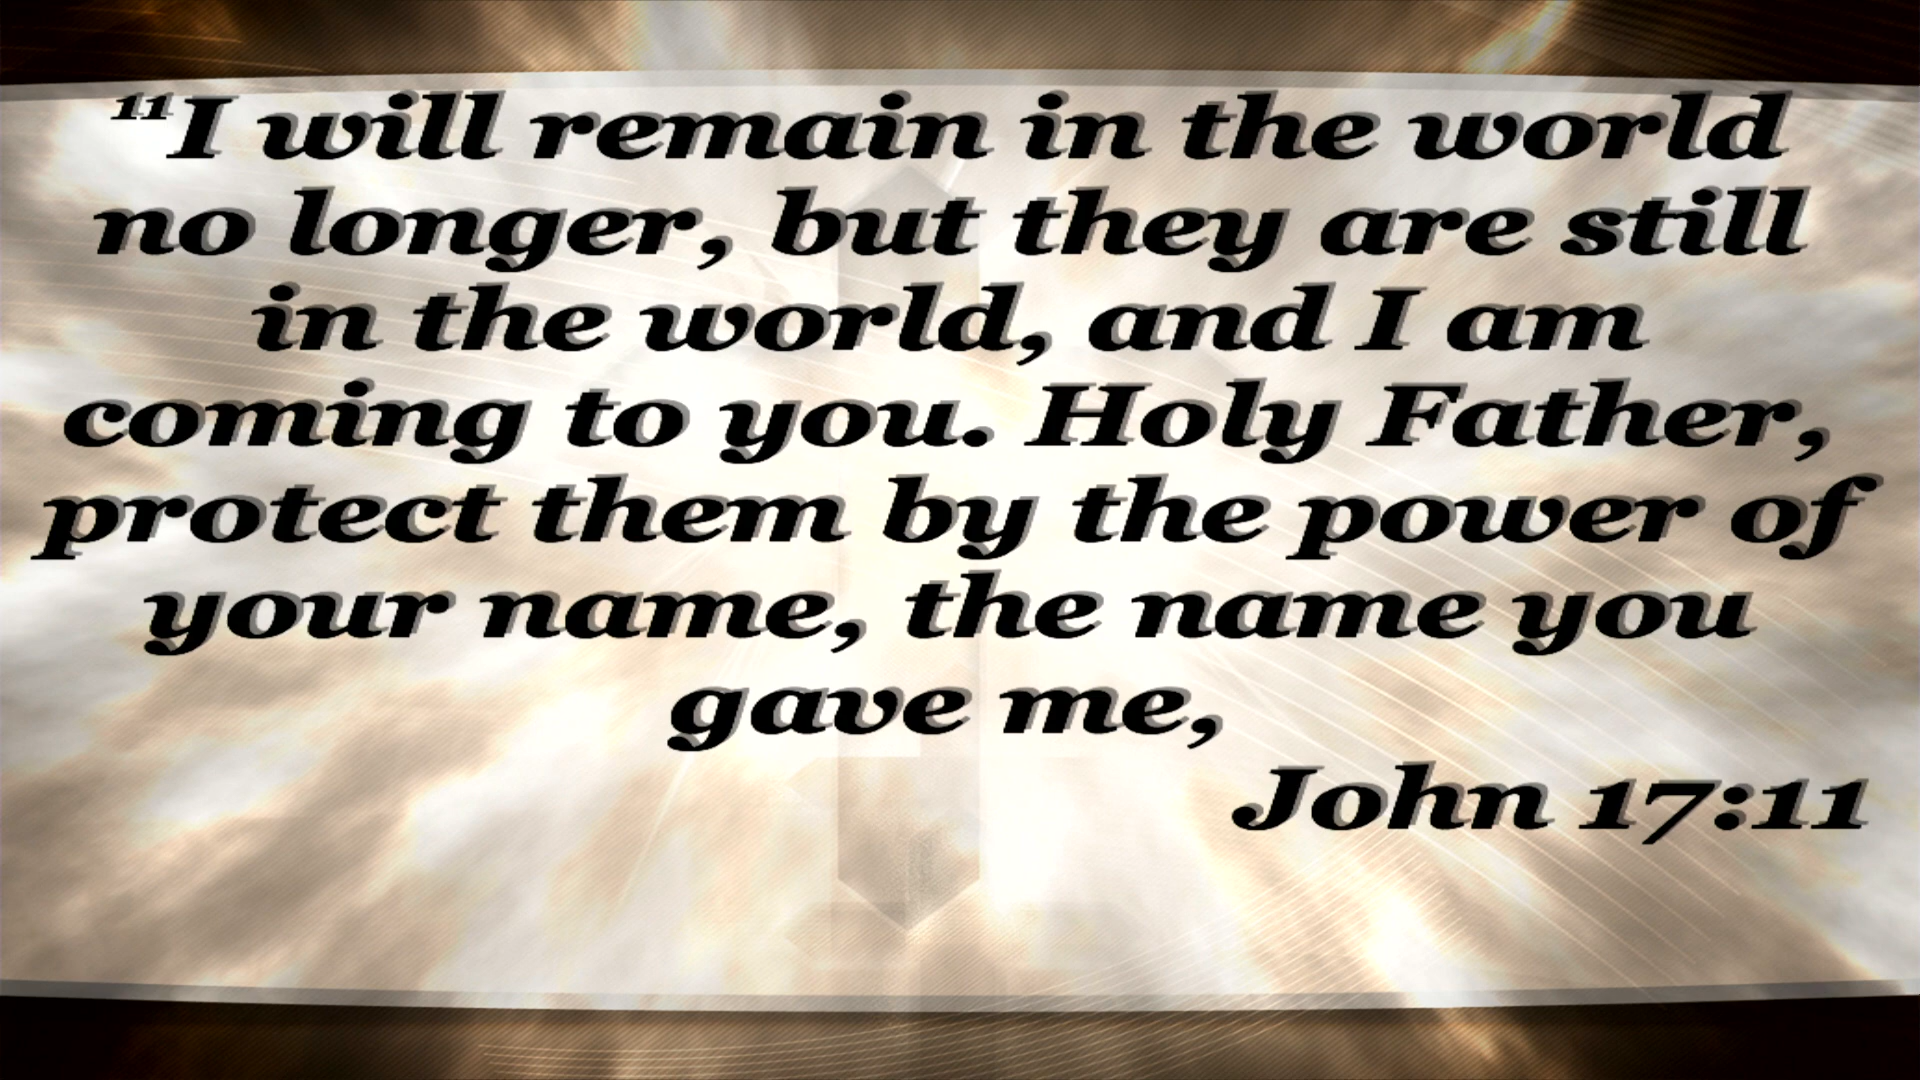 ¹¹I will remain in the world
no longer, but they are still
in the world, and I am
coming to you. Holy Father,
protect them by the power of
your name, the name you
gave me,
John 17:11